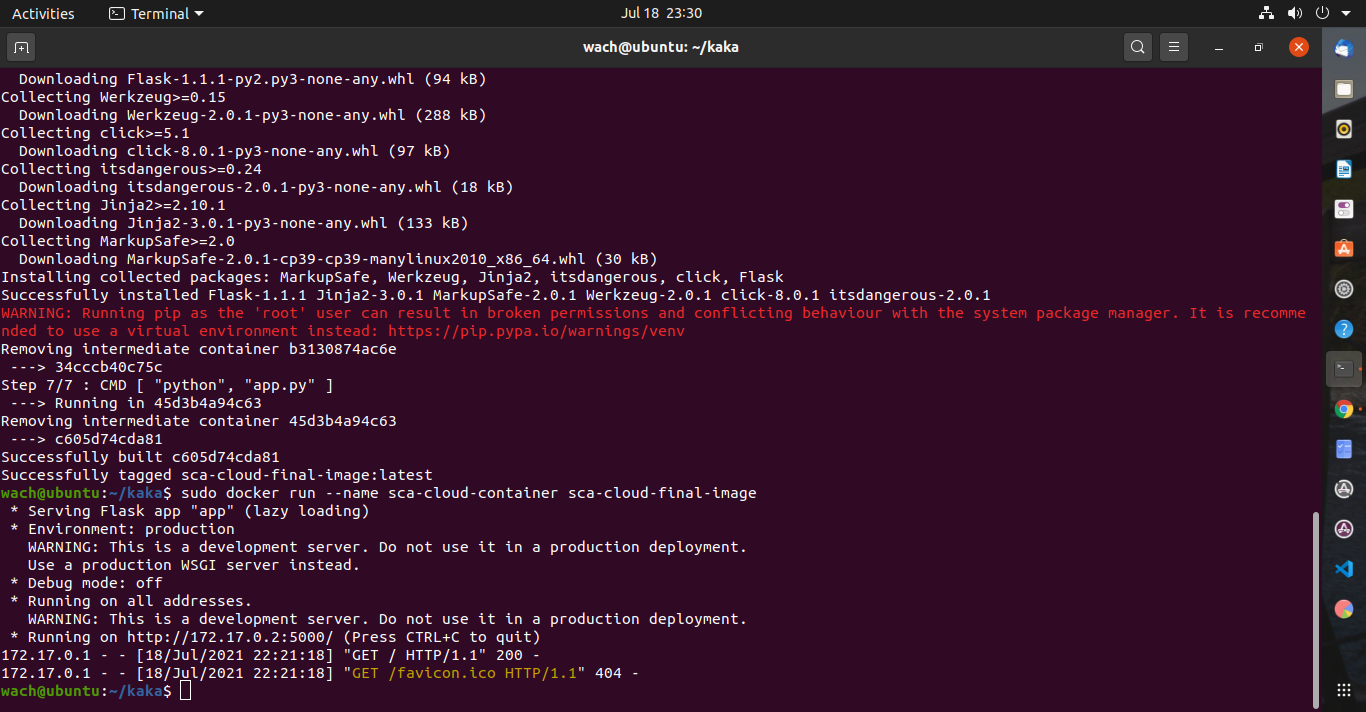 Activities Terminal Jul 18 23:30
wach@ubuntu: ~/kaka
Downloading Flask-1.1.1-py2.py3-none-any.whl (94 kB)
Collecting Werkzeug>=0.15
Downloading Werkzeug-2.0.1-py3-none-any.whl (288 kB)
Collecting click>=5.1
Downloading click-8.0.1-py3-none-any.whl (97 kB)
Collecting itsdangerous>=0.24
Downloading itsdangerous-2.0.1-py3-none-any.whl (18 kB)
Collecting Jinja2>=2.10.1
Downloading Jinja2-3.0.1-py3-none-any.whl (133 kB)
Collecting MarkupSafe>=2.0
Downloading MarkupSafe-2.0.1-cp39-cp39-manylinux2010_x86_64.whl (30 kB)
Installing collected packages: MarkupSafe, Werkzeug, Jinja2, itsdangerous, click, Flask
Successfully installed Flask-1.1.1 Jinja2-3.0.1 MarkupSafe-2.0.1 Werkzeug-2.0.1 click-8.0.1 itsdangerous-2.0.1
WARNING: Running pip as the 'root' user can result in broken permissions and conflicting behaviour with the system package manager. It is recomme
nded to use a virtual environment instead: https://pip.pypa.io/warnings/venv
Removing intermediate container b3130874ac6e
---> 34cccb40c75c
Step 7/7 : CMD [ "python", "app.py" ]
---> Running in 45d3b4a94c63
Removing intermediate container 45d3b4a94c63
---> c605d74cda81
Successfully built c605d74cda81
Successfully tagged sca-cloud-final-image:latest
wach@ubuntu:~/kaka$ sudo docker run --name sca-cloud-container sca-cloud-final-image
* Serving Flask app "app" (lazy loading)
* Environment: production
WARNING: This is a development server. Do not use it in a production deployment.
Use a production WSGI server instead.
* Debug mode: off
* Running on all addresses.
WARNING: This is a development server. Do not use it in a production deployment.
* Running on http://172.17.0.2:5000/ (Press CTRL+C to quit)
172.17.0.1 - - [18/Jul/2021 22:21:18] "GET / HTTP/1.1" 200 -
172.17.0.1 - - [18/Jul/2021 22:21:18] "GET /favicon.ico HTTP/1.1" 404 -
wach@ubuntu:~/kaka$